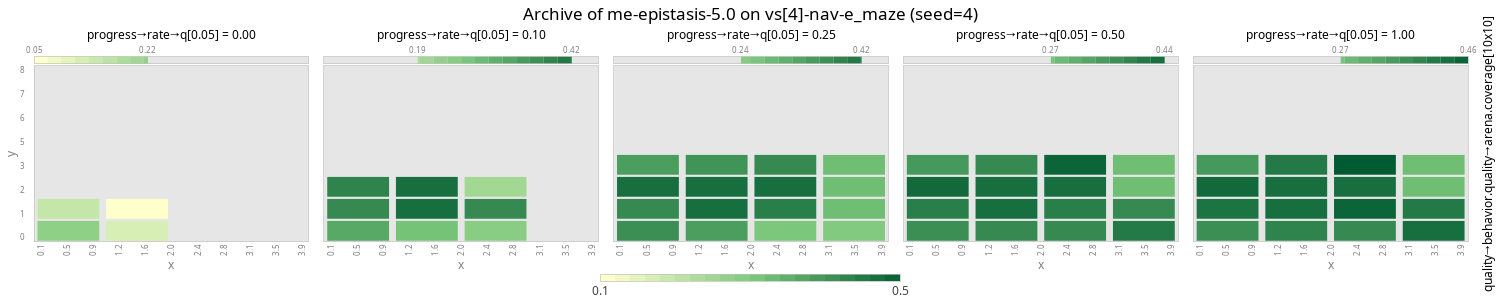 Archive of me-epistasis-5.0 on vs[4]-nav-e_maze (seed=4)
progress→rate→q[0.05] = 0.00
progress→rate→q[0.05] = 0.10
progress→rate→q[0.05] = 0.25
progress→rate→q[0.05] = 0.50
progress→rate→q[0.05] = 1.00
0.05 0.22
0.19 0.42
0.24 0.42
0.27 0.44
0.27 0.46
8
7
6
5
4
3
2
1
0
y
0.1 0.5 0.9 1.2 1.6 2.0 2.4 2.8 3.1 3.5 3.9
0.1 0.5 0.9 1.2 1.6 2.0 2.4 2.8 3.1 3.5 3.9
0.1 0.5 0.9 1.2 1.6 2.0 2.4 2.8 3.1 3.5 3.9
0.1 0.5 0.9 1.2 1.6 2.0 2.4 2.8 3.1 3.5 3.9
0.1 0.5 0.9 1.2 1.6 2.0 2.4 2.8 3.1 3.5 3.9
x
x
x
x
x
0.1 0.5
quality→behavior.quality→arena.coverage[10x10]